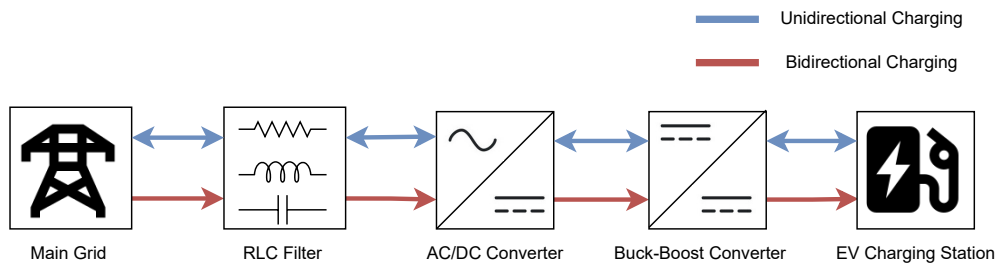 Unidirectional Charging
Bidirectional Charging
Main Grid
RLC Filter
AC/DC Converter
Buck-Boost Converter
EV Charging Station